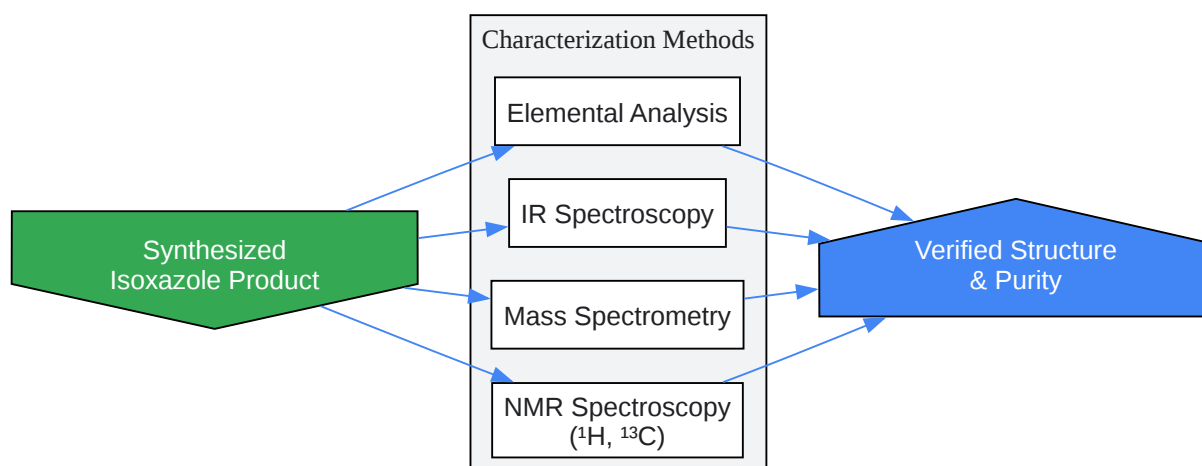 Characterization Methods
Elemental Analysis
IR Spectroscopy
Synthesized
Isoxazole Product
Verified Structure
& Purity
Mass Spectrometry
NMR Spectroscopy
(¹H, ¹³C)